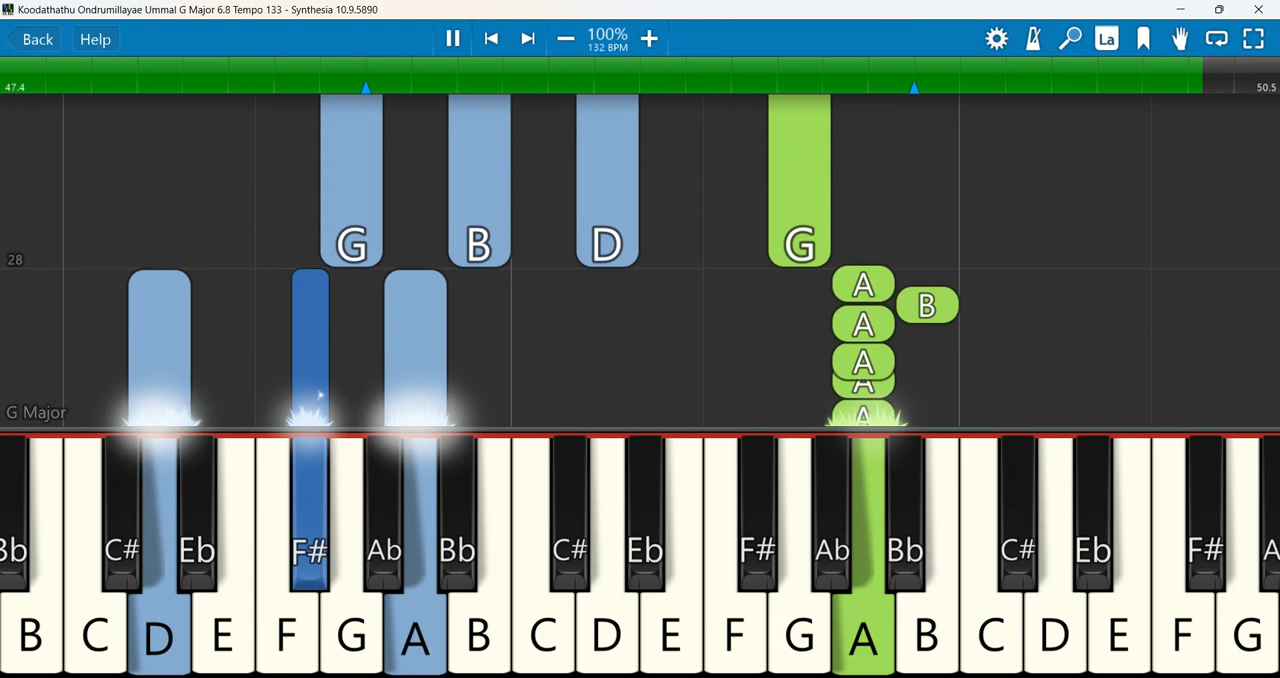 Koodathathu Ondrumillayae Ummal G Major 6.8 Tempo 133 - Synthesia 10.9.5890
Back Help 100% La
132 BPM
47.4 50.5
G B D G
28 A B
A
A
A
G Major A
Bb C# Eb F# Ab Bb C# Eb F# Ab Bb C# Eb F# A
B C D E F G A B C D E F G A B C D E F G